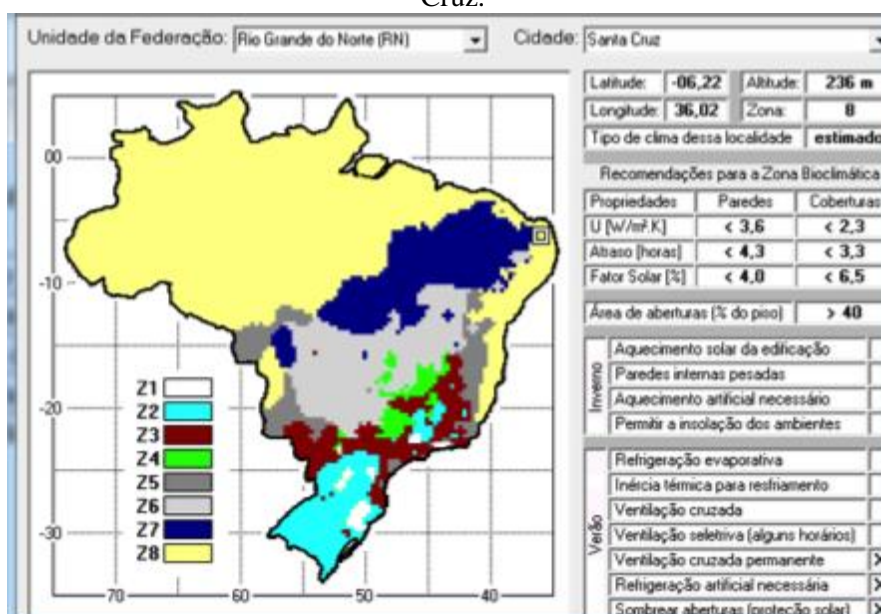 Cruz.
Unidade da Federação: Rio Grande do Norte (RN) Cidade: Santa Cruz
Latitude: -06,22 Altitude: 236 m
Longitude: 36,02 Zona: 8
Tipo de clima dessa localidade estimado
Recomendações para a Zona Bioclimática
Propriedades Paredes Coberturas
U [W/m².K] < 3,6 < 2,3
Atraso [horas] < 4,3 < 3,3
Fator Solar [%] < 4,0 < 6,5
Área de aberturas (% do piso) > 40
Inverno
Aquecimento solar da edificação
Paredes internas pesadas
Aquecimento artificial necessário
Permitir a insolação dos ambientes
Verão
Refrigeração evaporativa
Inércia térmica para resfriamento
Ventilação cruzada
Ventilação seletriva (alguns horários)
Ventilação cruzada permanente X
Refrigeração artificial necessária X
Sombrear aberturas (proteção solar) X
00
-10
-20
-30
70 60 50 40
Z1
Z2
Z3
Z4
Z5
Z6
Z7
Z8